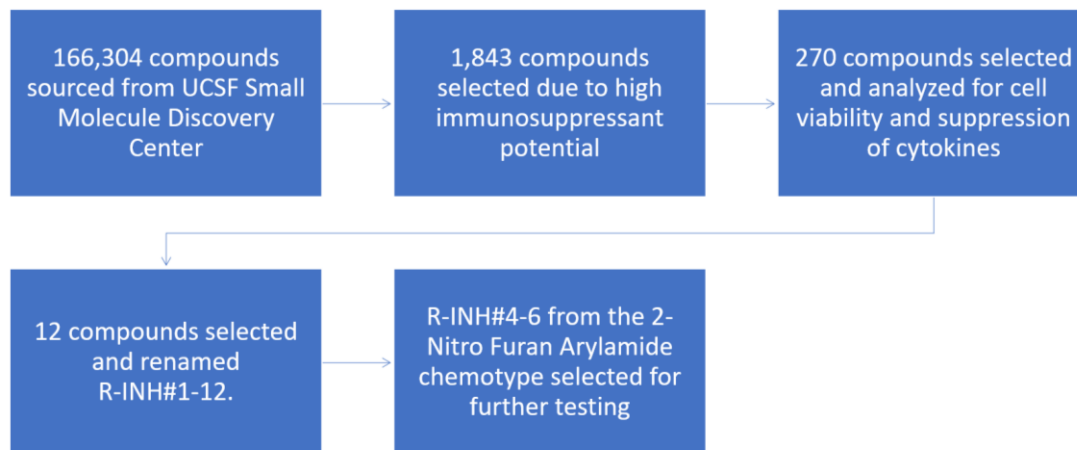 166,304 compounds
sourced from UCSF Small
Molecule Discovery
Center
1,843 compounds
selected due to high
immunosuppressant
potential
270 compounds selected
and analyzed for cell
viability and suppression
of cytokines
12 compounds selected
and renamed
R-INH#1-12.
R-INH#4-6 from the 2-
Nitro Furan Arylamide
chemotype selected for
further testing